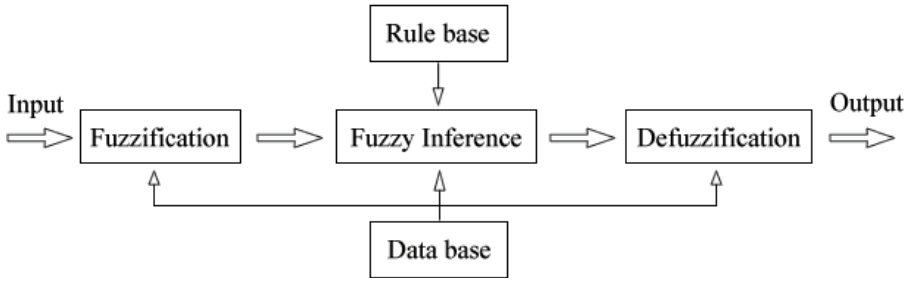 Rule base
Input
Output
Fuzzification
Fuzzy Inference
Defuzzification
Data base